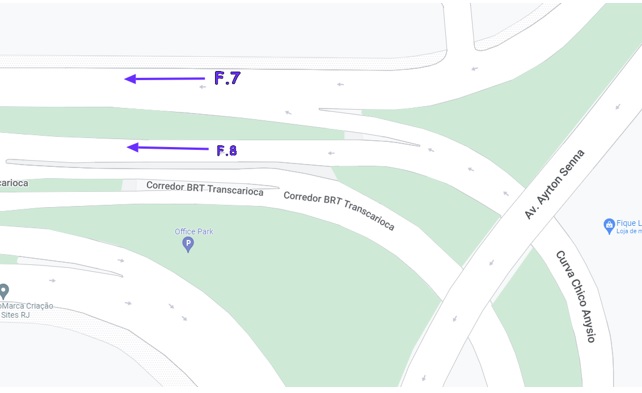 F.7
F.8
Av. Ayrton Senna
carioca
Corredor BRT Transcarioca
Corredor BRT Transcarioca
Office Park
P
Fique L
Loja de m
Curva Chico Anysio
oMarca Criação
Sites RJ